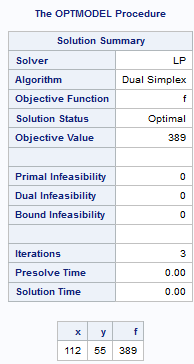 The OPTMODEL Procedure
Solution Summary
Solver LP
Algorithm Dual Simplex
Objective Function f
Solution Status Optimal
Objective Value 389
Primal Infeasibility 0
Dual Infeasibility 0
Bound Infeasibility 0
Iterations 3
Presolve Time 0.00
Solution Time 0.00
x y f
112 55 389